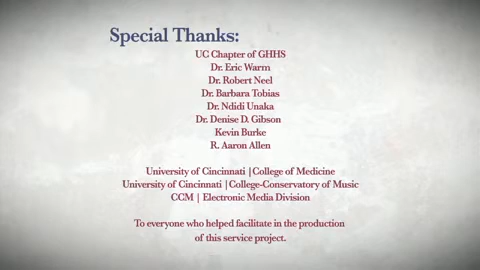 Special Thanks:
UC Chapter of GHHS
Dr. Eric Warm
Dr. Robert Neel
Dr. Barbara Tobias
Dr. Ndidi Unaka
Dr. Denise D. Gibson
Kevin Burke
R. Aaron Allen
University of Cincinnati |College of Medicine
University of Cincinnati |College-Conservatory of Music
CCM | Electronic Media Division
To everyone who helped facilitate in the production
of this service project.